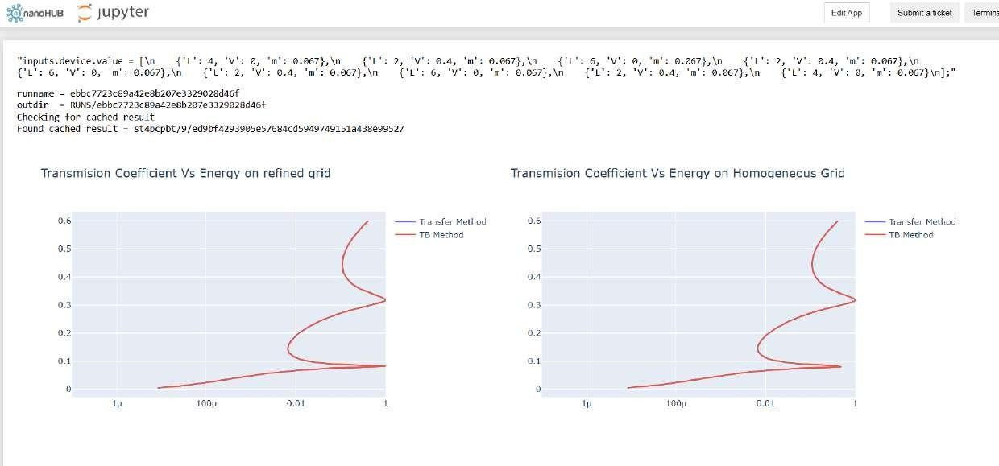 nanoHUB jupyter Edit App Submit a ticket Termina
"inputs.device.value = [\n    {'L': 4, 'V': 0, 'm': 0.067},\n    {'L': 2, 'V': 0.4, 'm': 0.067},\n    {'L': 6, 'V': 0, 'm': 0.067},\n    {'L': 2, 'V': 0.4, 'm': 0.067},\n
{'L': 6, 'V': 0, 'm': 0.067},\n    {'L': 2, 'V': 0.4, 'm': 0.067},\n    {'L': 6, 'V': 0, 'm': 0.067},\n    {'L': 2, 'V': 0.4, 'm': 0.067},\n    {'L': 4, 'V': 0, 'm': 0.067}\n];"
runname = ebbc7723c89a42e8b207e3329028d46f
outdir  = RUNS/ebbc7723c89a42e8b207e3329028d46f
Checking for cached result
Found cached result = st4pcpbt/9/ed9bf4293905e57684cd5949749151a438e99527
Transmision Coefficient Vs Energy on refined grid
0.6
0.5
0.4
0.3
0.2
0.1
0
1μ 100μ 0.01 1
Transfer Method
TB Method
Transmision Coefficient Vs Energy on Homogeneous Grid
0.6
0.5
0.4
0.3
0.2
0.1
0
1μ 100μ 0.01 1
Transfer Method
TB Method